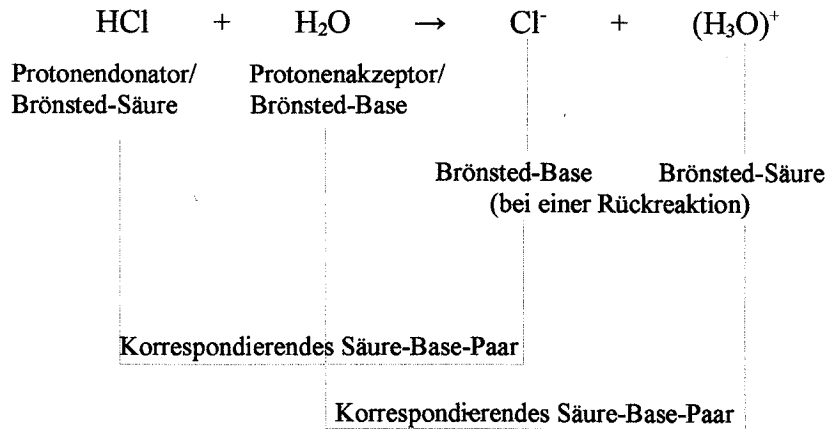 HCl + H₂O → Cl⁻ + (H₃O)⁺
Protonendonator/ Protonenakzeptor/
Brönsted-Säure Brönsted-Base
Brönsted-Base Brönsted-Säure
(bei einer Rückreaktion)
Korrespondierendes Säure-Base-Paar
Korrespondierendes Säure-Base-Paar